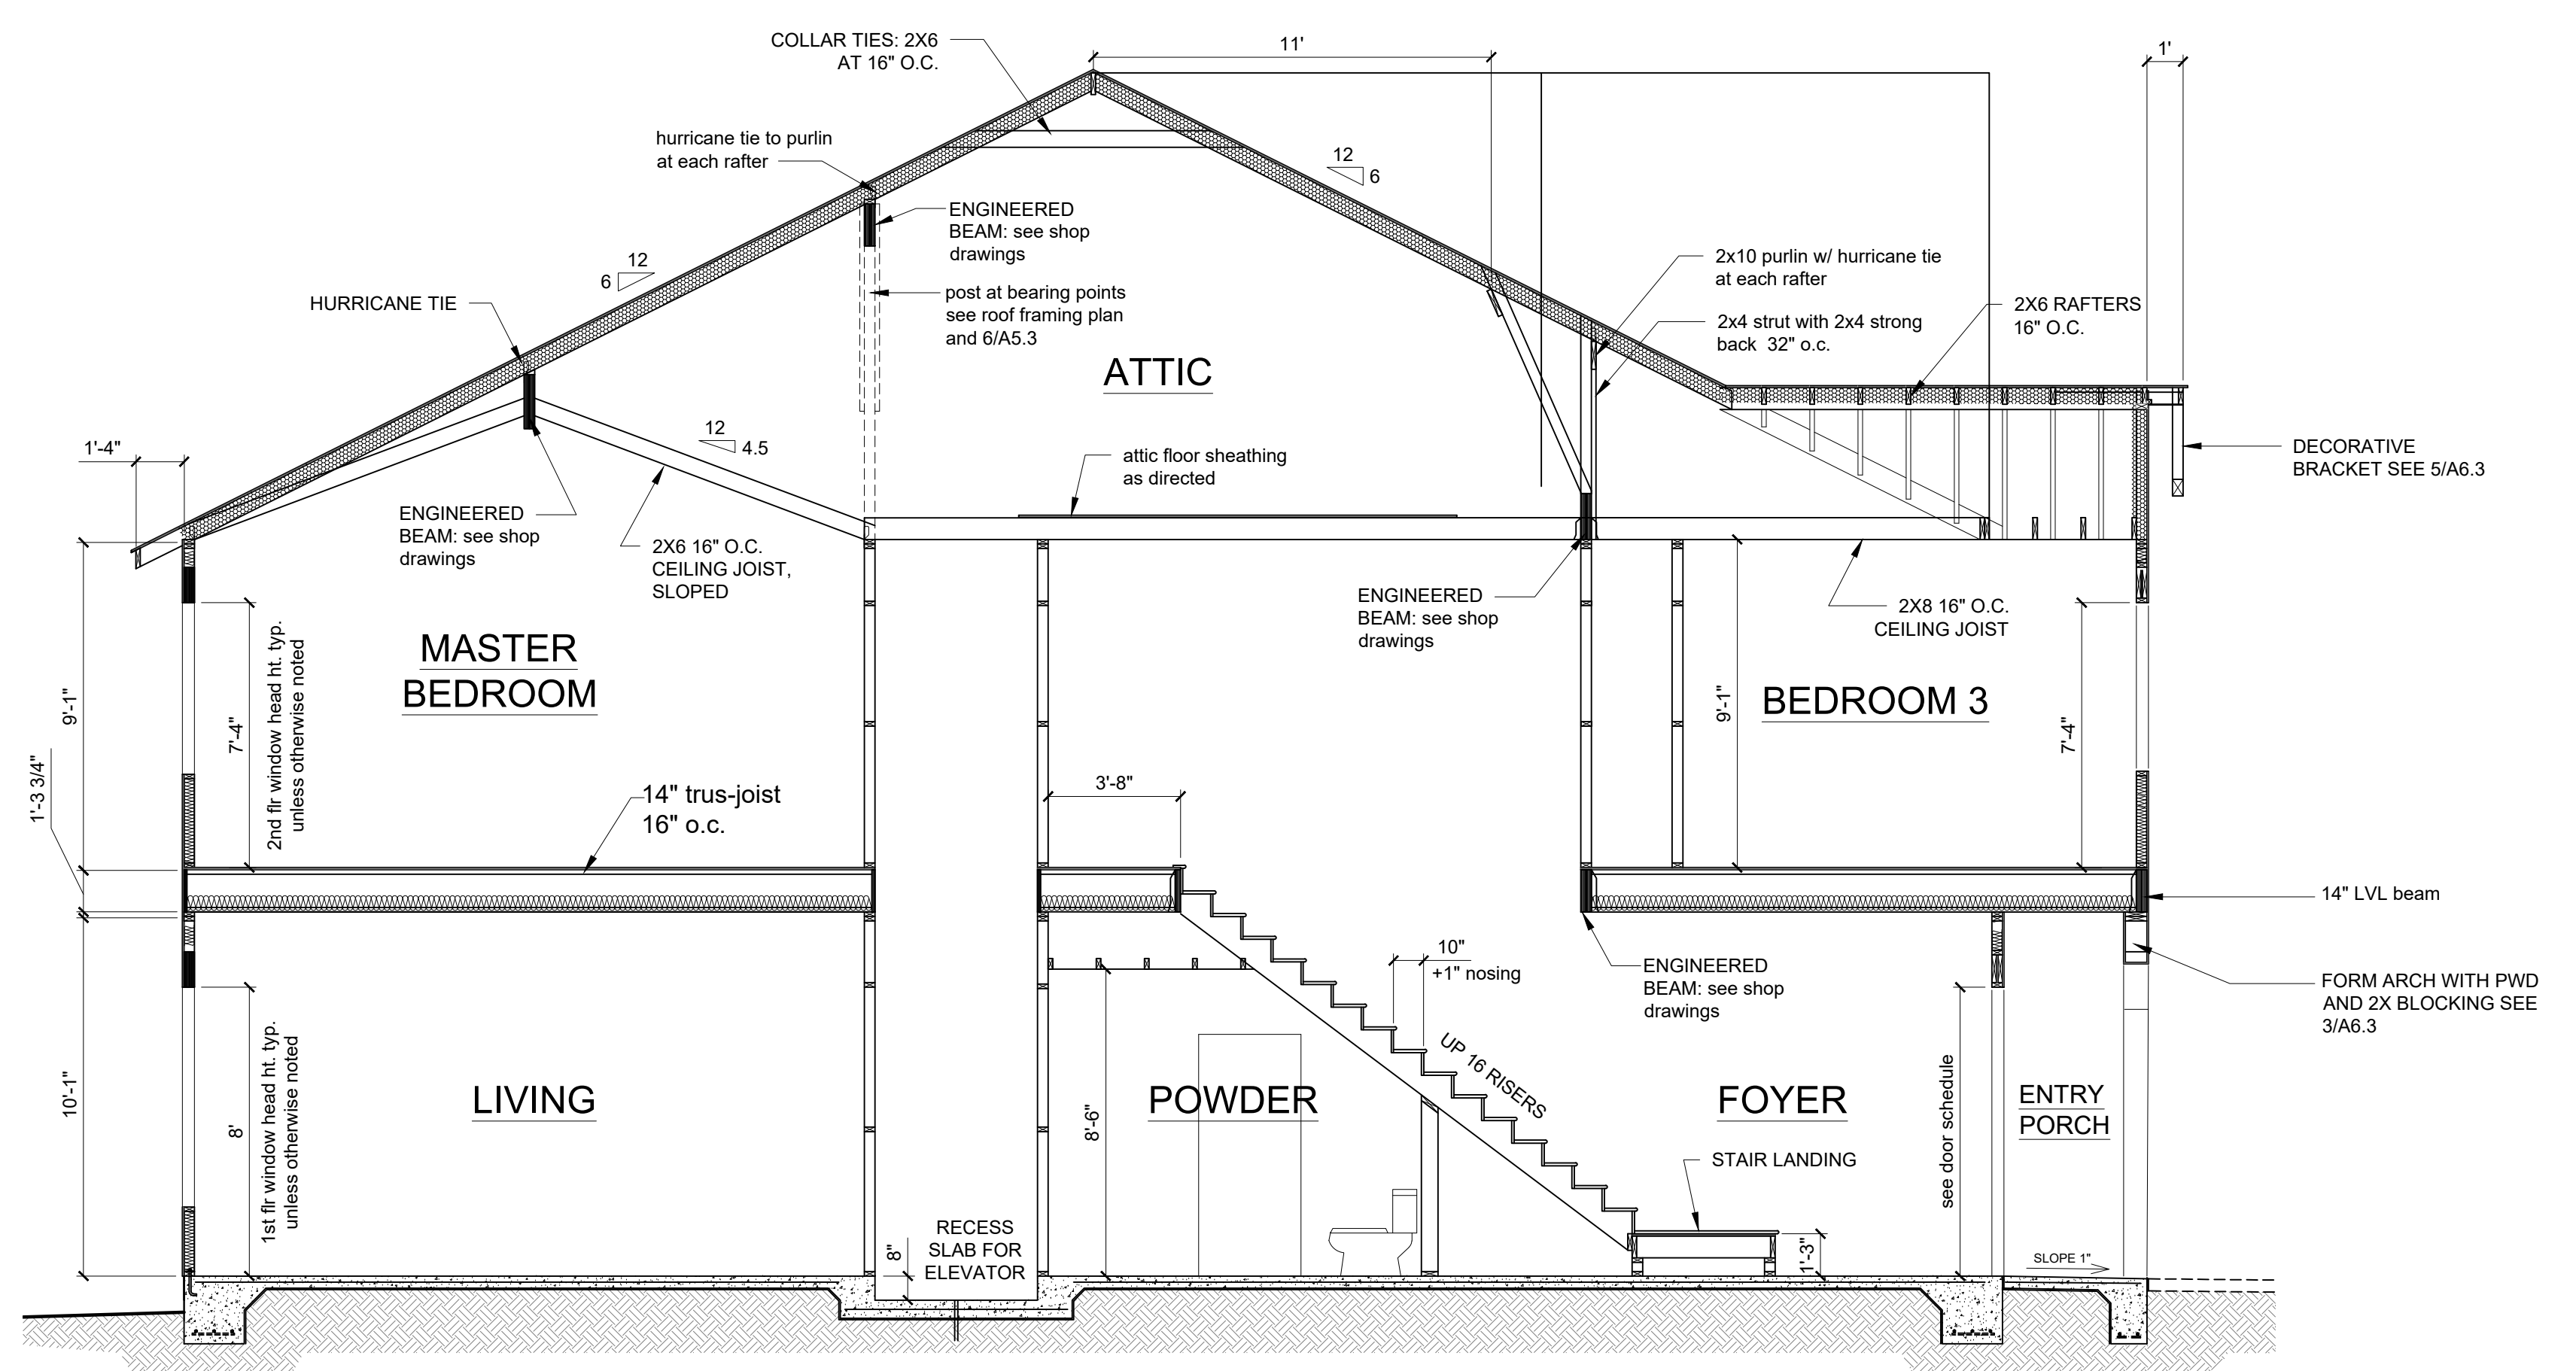 COLLAR TIES: 2X6
AT 16" O.C.
11'
1'
hurricane tie to purlin
at each rafter
12
6
ENGINEERED
BEAM: see shop
drawings
12
6
HURRICANE TIE
post at bearing points
see roof framing plan
and 6/A5.3
2x10 purlin w/ hurricane tie
at each rafter
2x4 strut with 2x4 strong
back 32" o.c.
2X6 RAFTERS
16" O.C.
ATTIC
12
4.5
1'-4"
attic floor sheathing
as directed
DECORATIVE
BRACKET SEE 5/A6.3
ENGINEERED
BEAM: see shop
drawings
2X6 16" O.C.
CEILING JOIST,
SLOPED
ENGINEERED
BEAM: see shop
drawings
2X8 16" O.C.
CEILING JOIST
MASTER
BEDROOM
BEDROOM 3
9'-1"
7'-4"
2nd flr window head ht. typ.
unless otherwise noted
9'-1"
7'-4"
1'-3 3/4"
14" trus-joist
16" o.c.
3'-8"
14" LVL beam
10"
+1" nosing
ENGINEERED
BEAM: see shop
drawings
FORM ARCH WITH PWD
AND 2X BLOCKING SEE
3/A6.3
UP 16 RISERS
10'-1"
8'
1st flr window head ht. typ.
unless otherwise noted
LIVING
8'-6"
POWDER
FOYER
see door schedule
ENTRY
PORCH
STAIR LANDING
RECESS
SLAB FOR
ELEVATOR
8"
1'-3"
SLOPE 1"